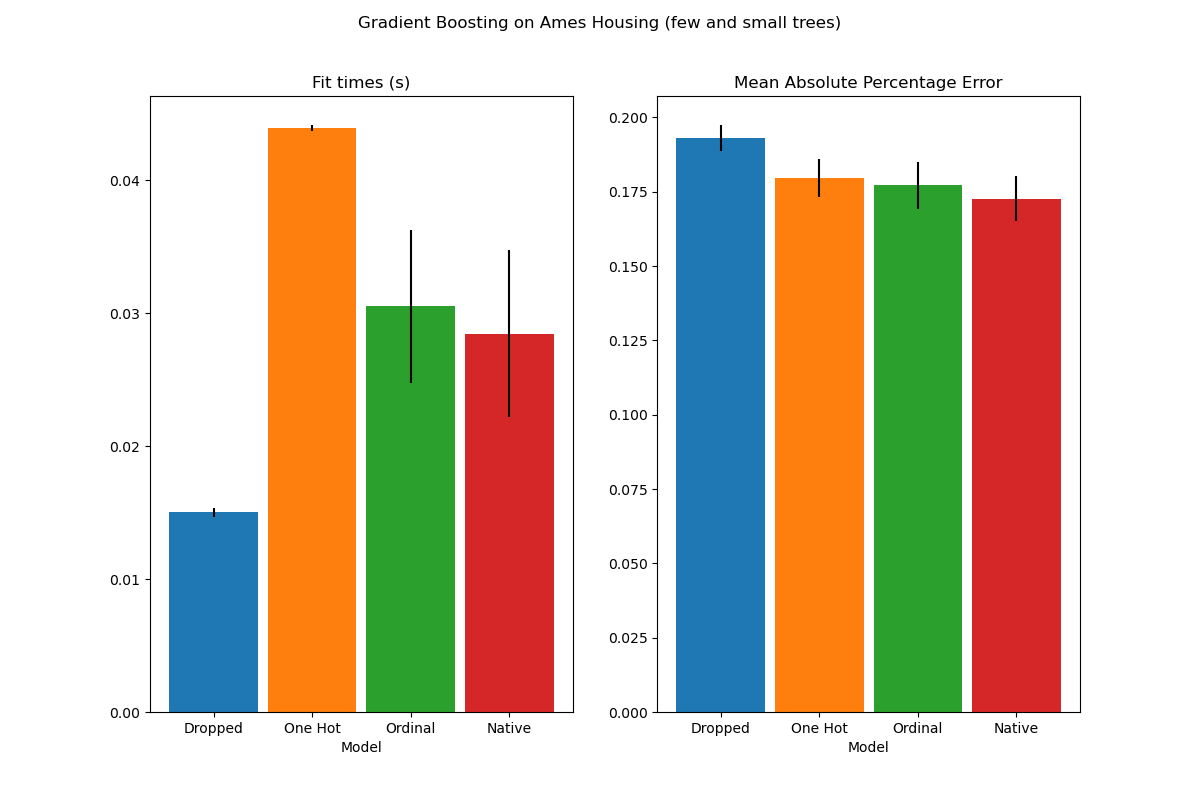 Gradient Boosting on Ames Housing (few and small trees)
Fit times (s)
0.04
0.03
0.02
0.01
0.00
Dropped One Hot Ordinal Native
Model
Mean Absolute Percentage Error
0.200
0.175
0.150
0.125
0.100
0.075
0.050
0.025
0.000
Dropped One Hot Ordinal Native
Model